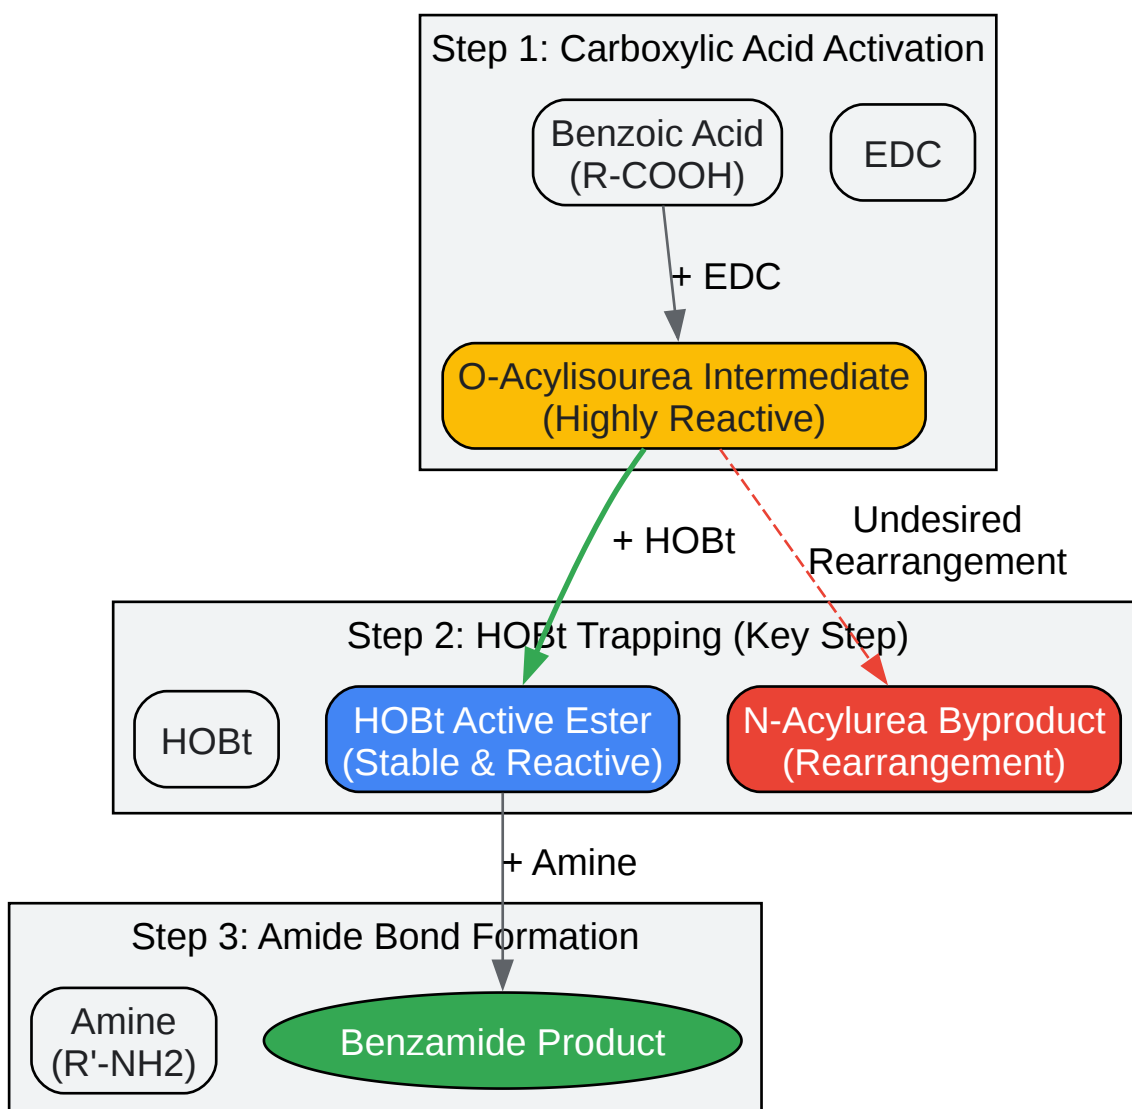 Step 1: Carboxylic Acid Activation
Benzoic Acid
(R-COOH)
EDC
+ EDC
O-Acylisourea Intermediate
(Highly Reactive)
+ HOBt
Undesired
Rearrangement
Step 2: HOBt Trapping (Key Step)
HOBt
HOBt Active Ester
(Stable & Reactive)
N-Acylurea Byproduct
(Rearrangement)
+ Amine
Step 3: Amide Bond Formation
Amine
(R'-NH2)
Benzamide Product